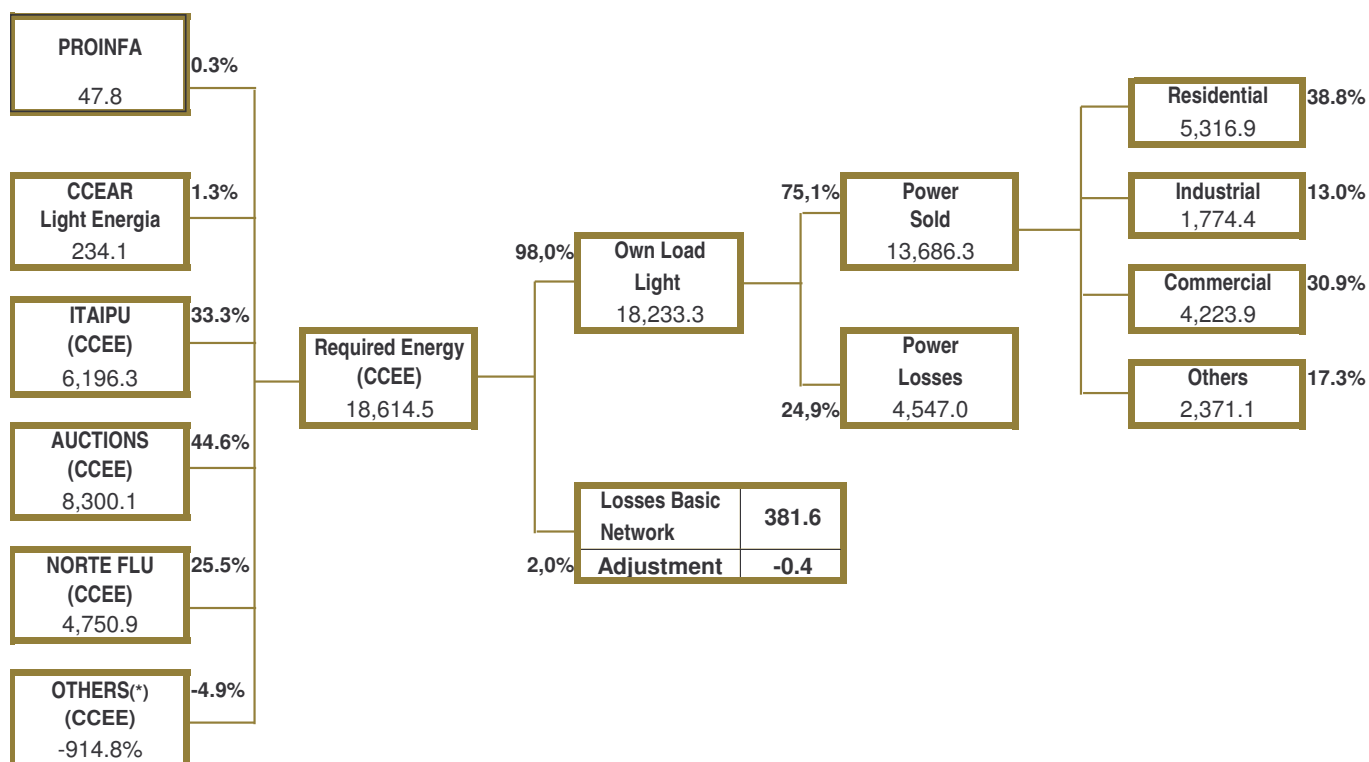 PROINFA
47.8
0.3%
CCEAR
Light Energia
234.1
1.3%
ITAIPU
(CCEE)
6,196.3
33.3%
AUCTIONS
(CCEE)
8,300.1
44.6%
NORTE FLU
(CCEE)
4,750.9
25.5%
OTHERS(*)
(CCEE)
-914.8%
-4.9%
Required Energy
(CCEE)
18,614.5
98,0%
Own Load
Light
18,233.3
2,0%
Losses Basic
Network
381.6
Adjustment
-0.4
75,1%
Power
Sold
13,686.3
24,9%
Power
Losses
4,547.0
Residential
5,316.9
38.8%
Industrial
1,774.4
13.0%
Commercial
4,223.9
30.9%
Others
2,371.1
17.3%